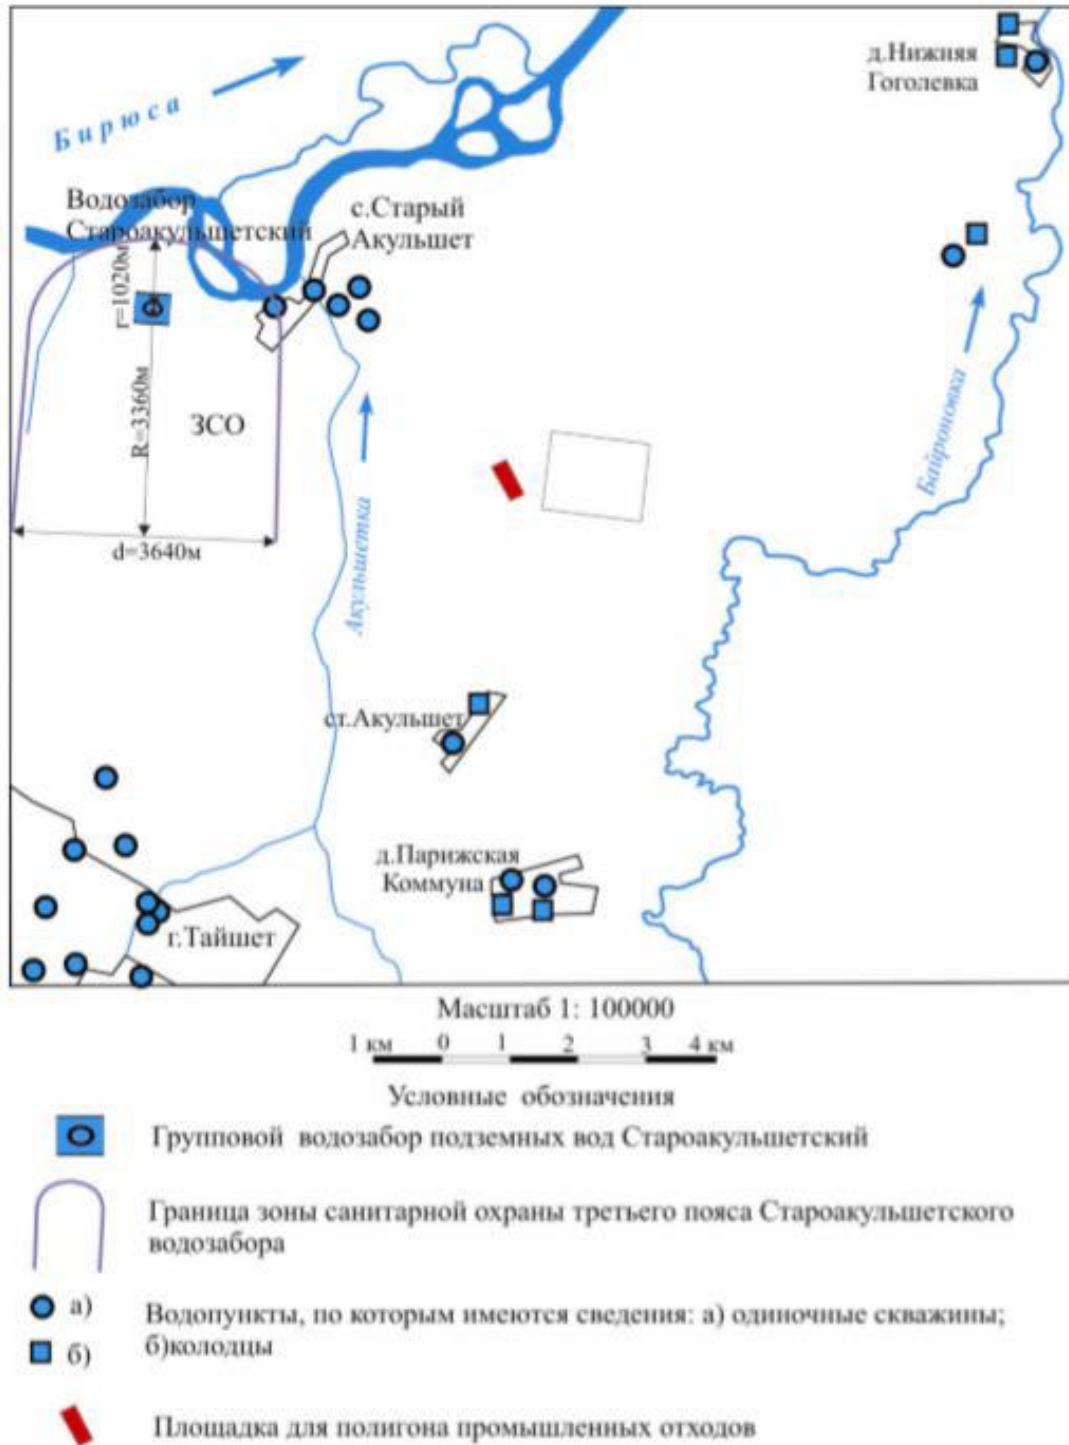 д.Нижняя
Гоголевка
Бирюса
Водозабор
Староакульшетский
с.Старый
Акульшет
r=1020м
R=3360м
ЗСО
d=3640м
Акульшетка
Байроновка
ст.Акульшет
д.Парижская
Коммуна
г.Тайшет
Масштаб 1: 100000
1 км 0 1 2 3 4 км
Условные обозначения
Групповой водозабор подземных вод Староакульшетский
Граница зоны санитарной охраны третьего пояса Староакульшетского
водозабора
а)
Водопункты, по которым имеются сведения: а) одиночные скважины;
б)
б)колодцы
Площадка для полигона промышленных отходов